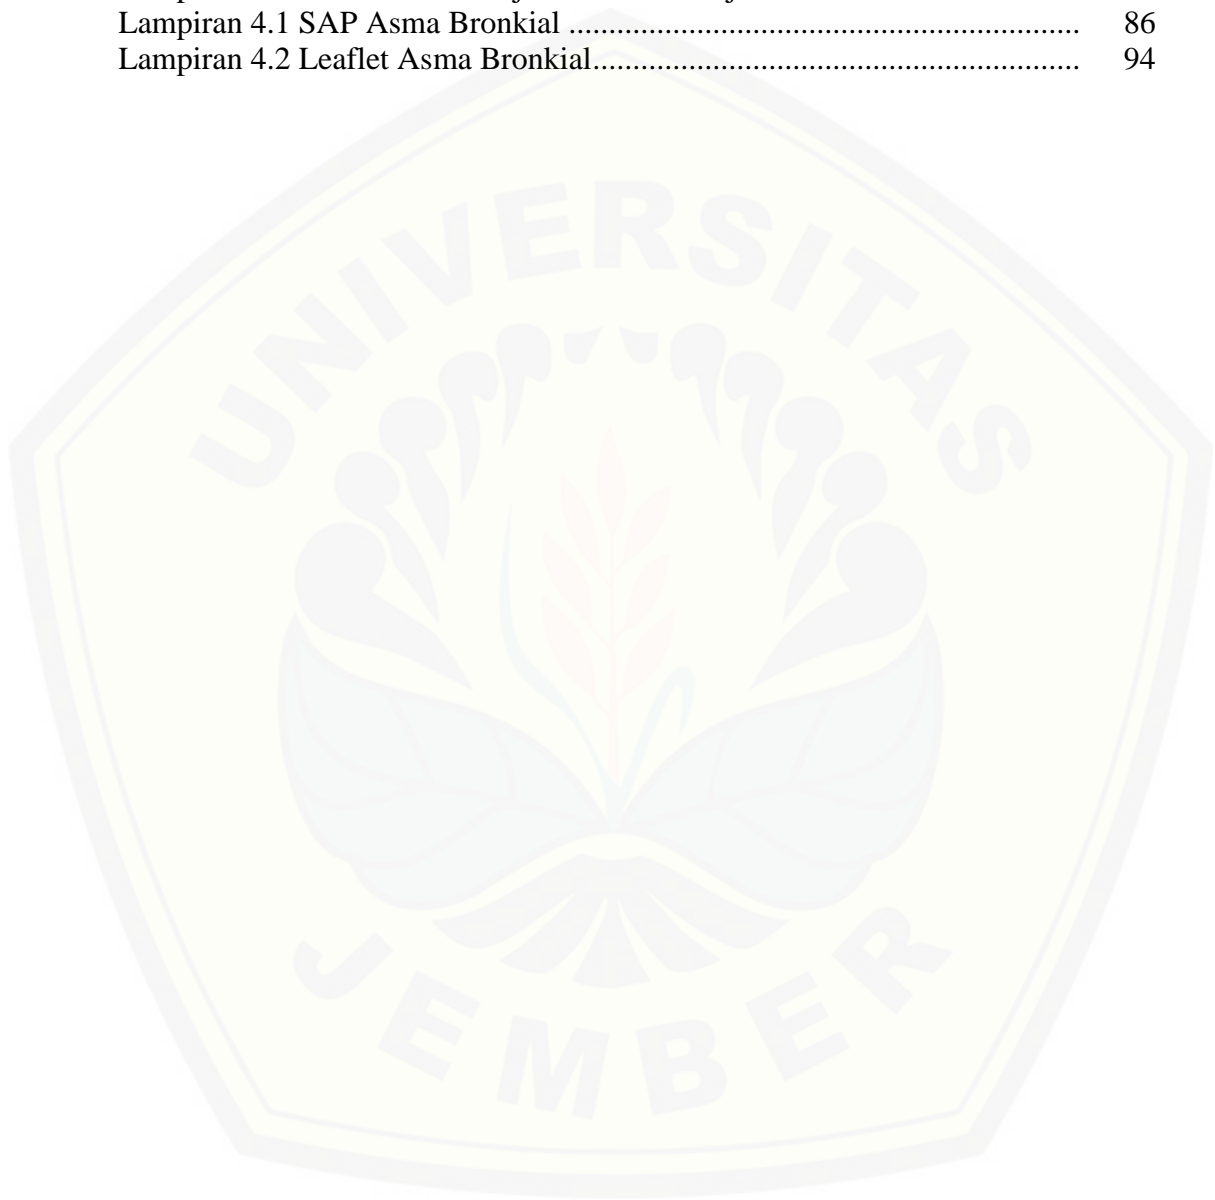 Lampiran 4.1 SAP Asma Bronkial ................................................................ 86
Lampiran 4.2 Leaflet Asma Bronkial............................................................. 94
UNIVERSITAS
JEMBER